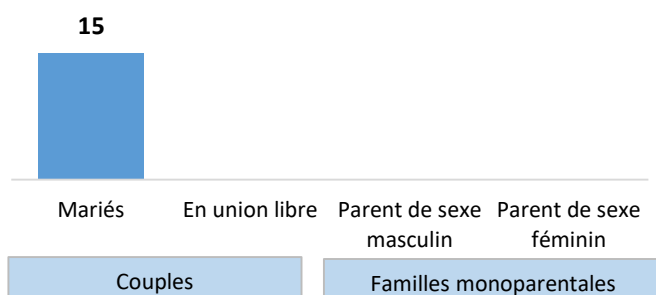 15
Mariés En union libre Parent de sexe masculin Parent de sexe féminin
Couples Familles monoparentales